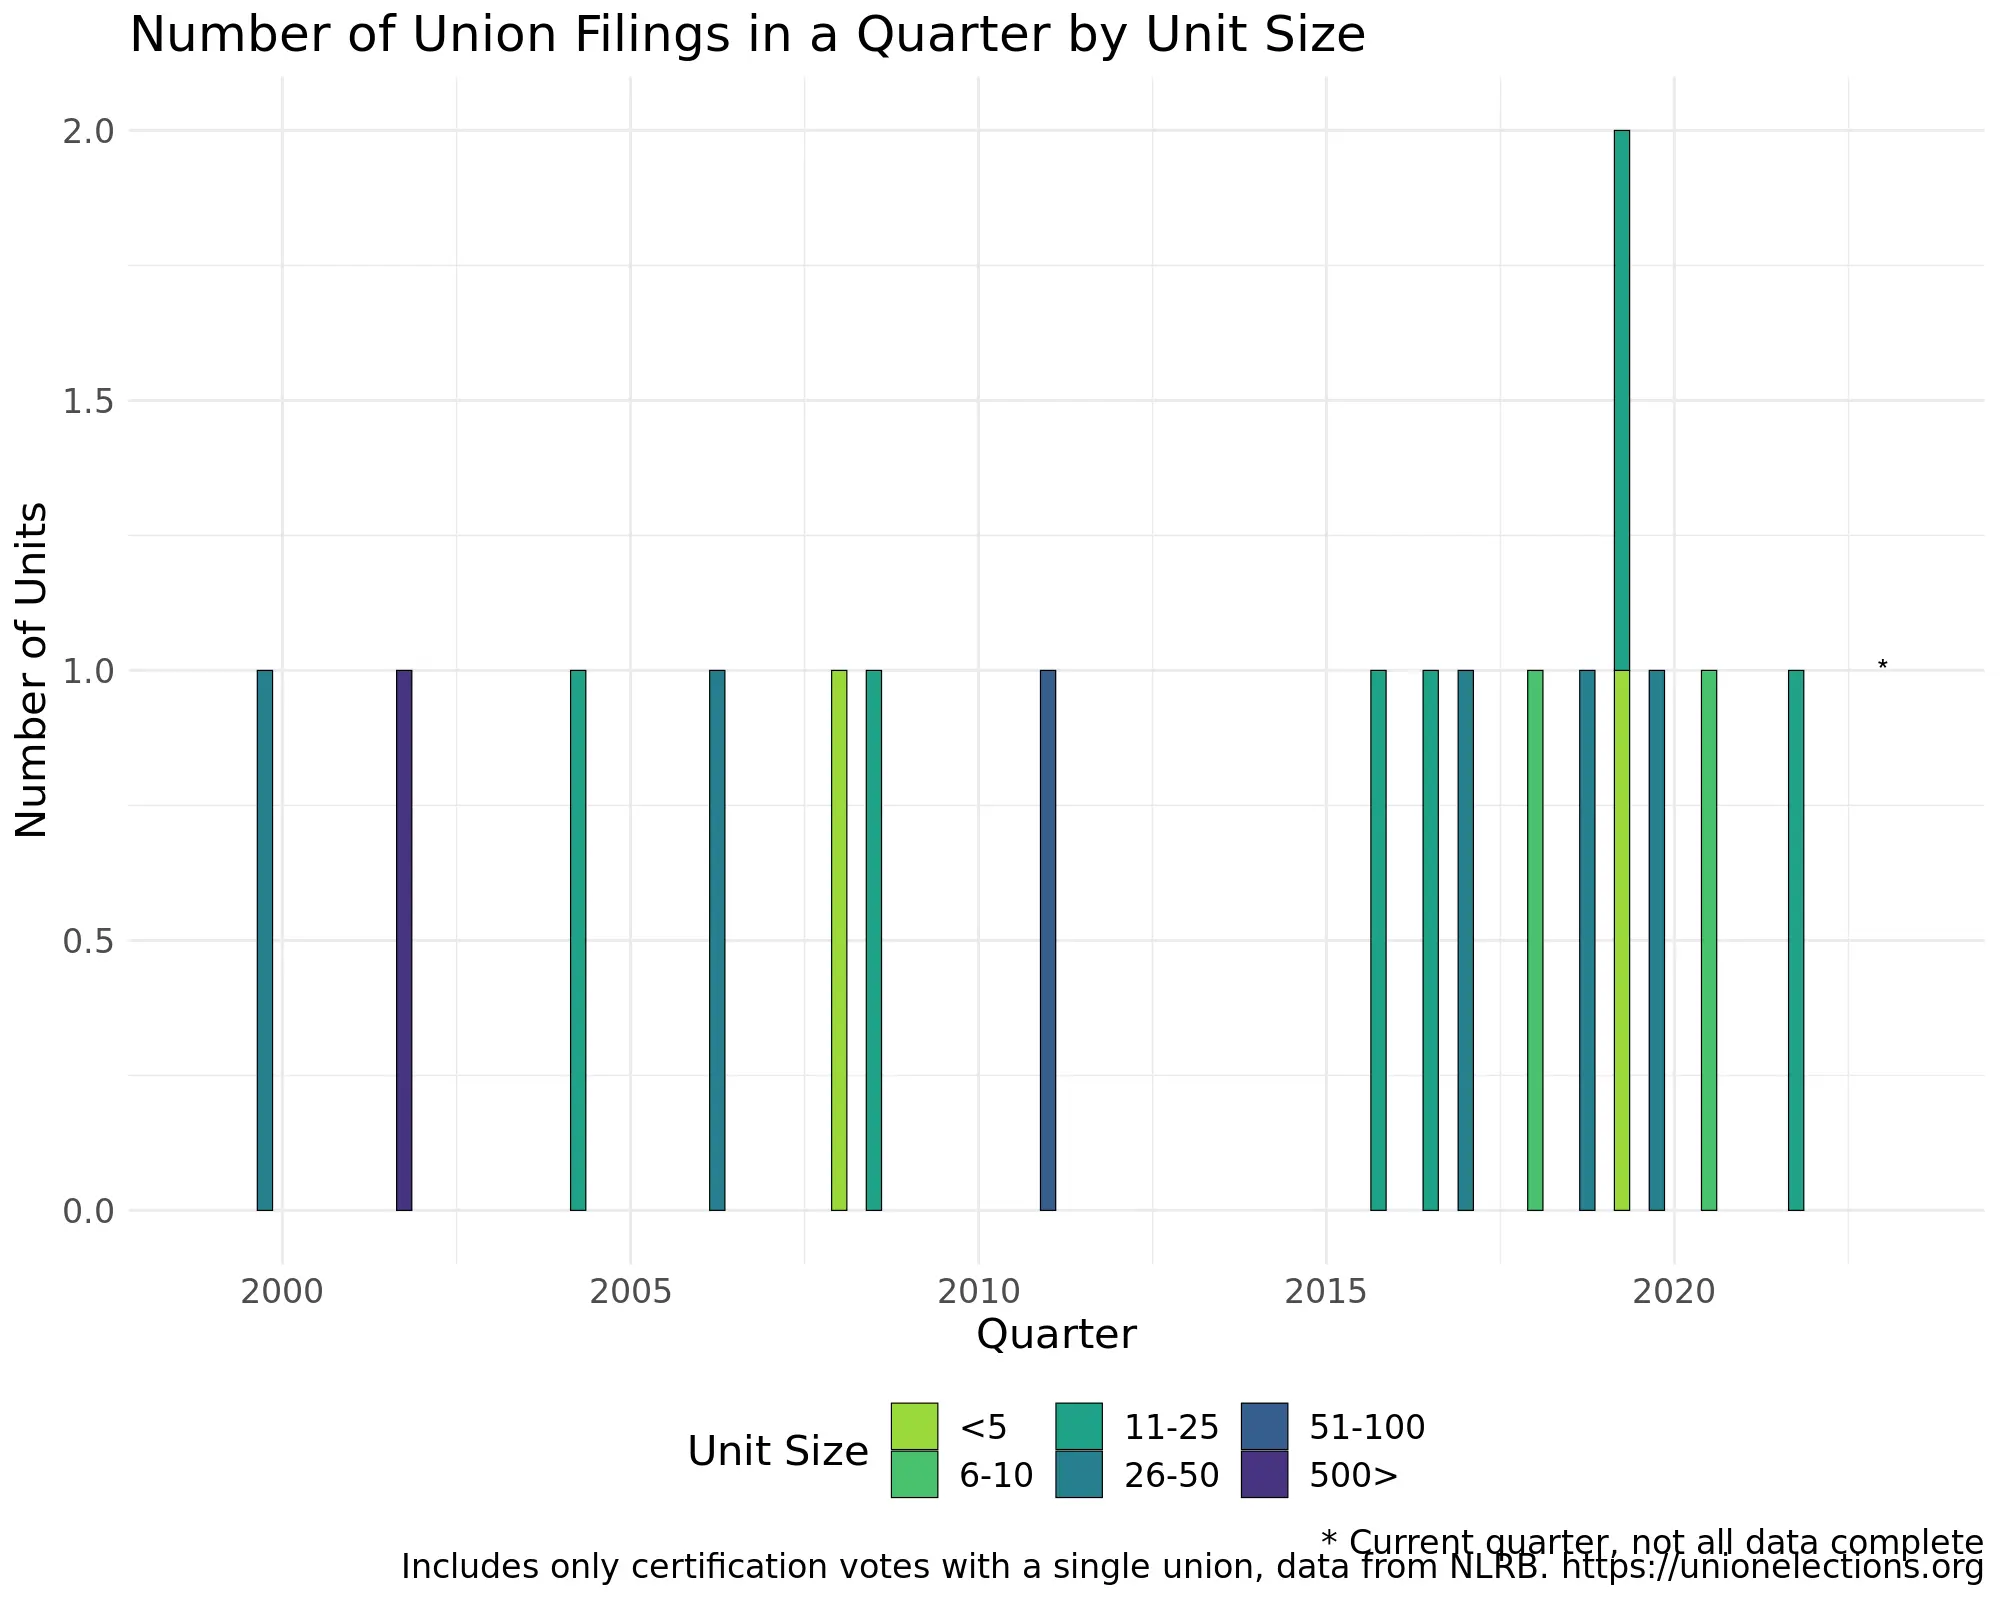 Number of Union Filings in a Quarter by Unit Size
Number of Units
2.0
1.5
1.0
0.5
0.0
*
2000 2005 2010 2015 2020
Quarter
Unit Size
<5 11-25 51-100
6-10 26-50 500>
* Current quarter, not all data complete
Includes only certification votes with a single union, data from NLRB. https://unionelections.org